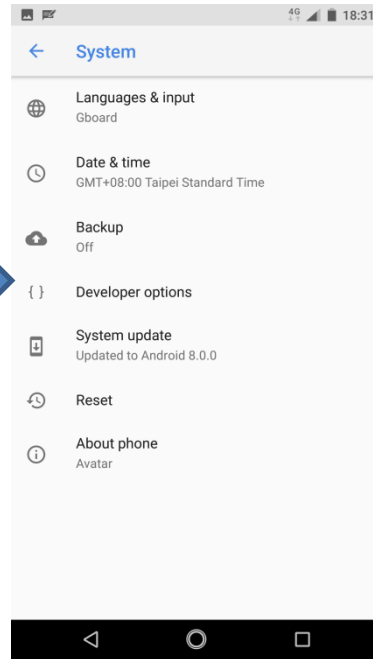 4G 18:31
System
Languages & input
Gboard
Date & time
GMT+08:00 Taipei Standard Time
Backup
Off
{ } Developer options
System update
Updated to Android 8.0.0
Reset
About phone
Avatar